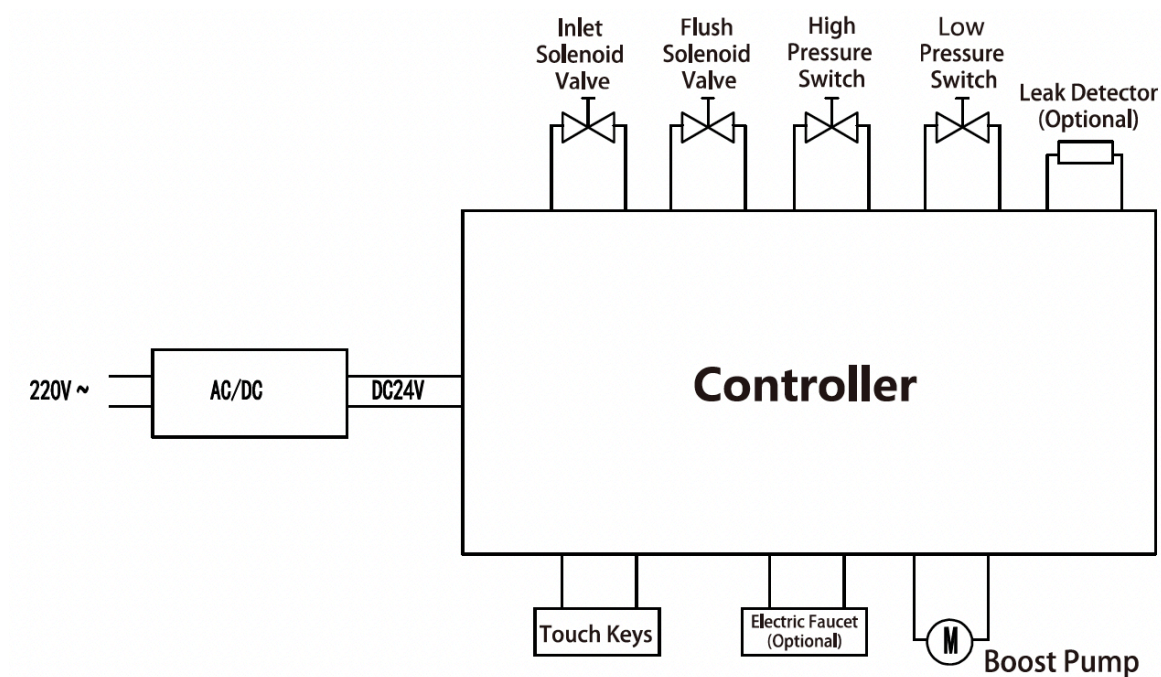 Inlet
Solenoid
Valve
Flush
Solenoid
Valve
High
Pressure
Switch
Low
Pressure
Switch
Leak Detector
(Optional)
220V ~
AC/DC
DC24V
Controller
Touch Keys
Electric Faucet
(Optional)
M
Boost Pump